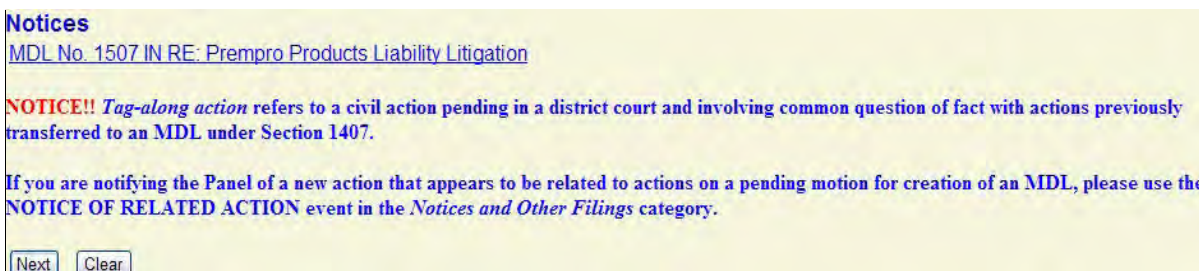 Notices
MDL No. 1507 IN RE: Prempro Products Liability Litigation
NOTICE!! Tag-along action refers to a civil action pending in a district court and involving common question of fact with actions previously
transferred to an MDL under Section 1407.
If you are notifying the Panel of a new action that appears to be related to actions on a pending motion for creation of an MDL, please use the
NOTICE OF RELATED ACTION event in the Notices and Other Filings category.
Next Clear